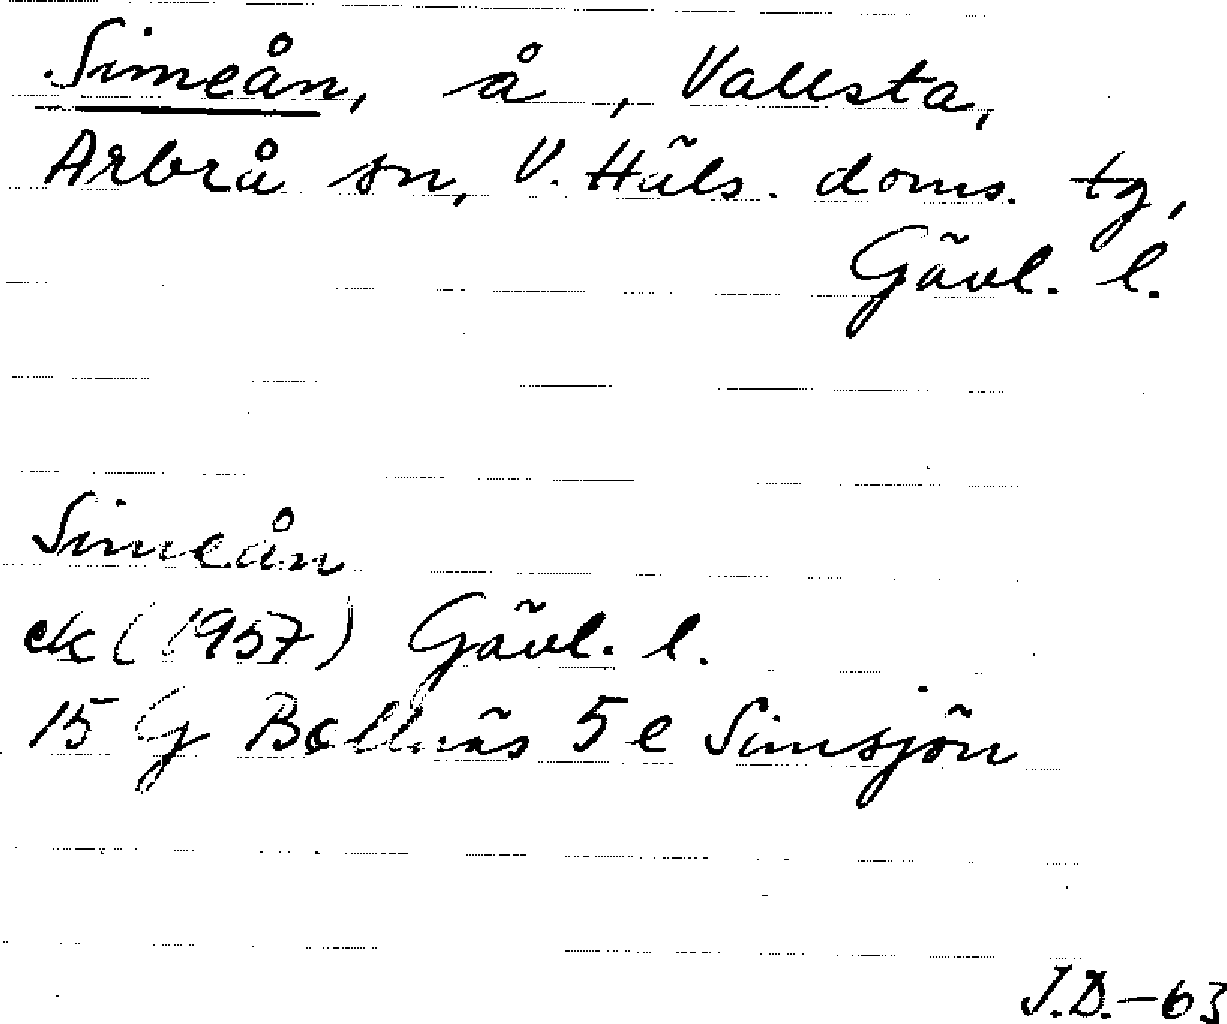 Simeån, å, Vallsta,
Arbrå sn, V. Häls. doms. tg,
Gävl. l.
Simeån
ek (1957) Gävl. l.
15 G Bollnäs 5 e Simsjön
J.D.-63